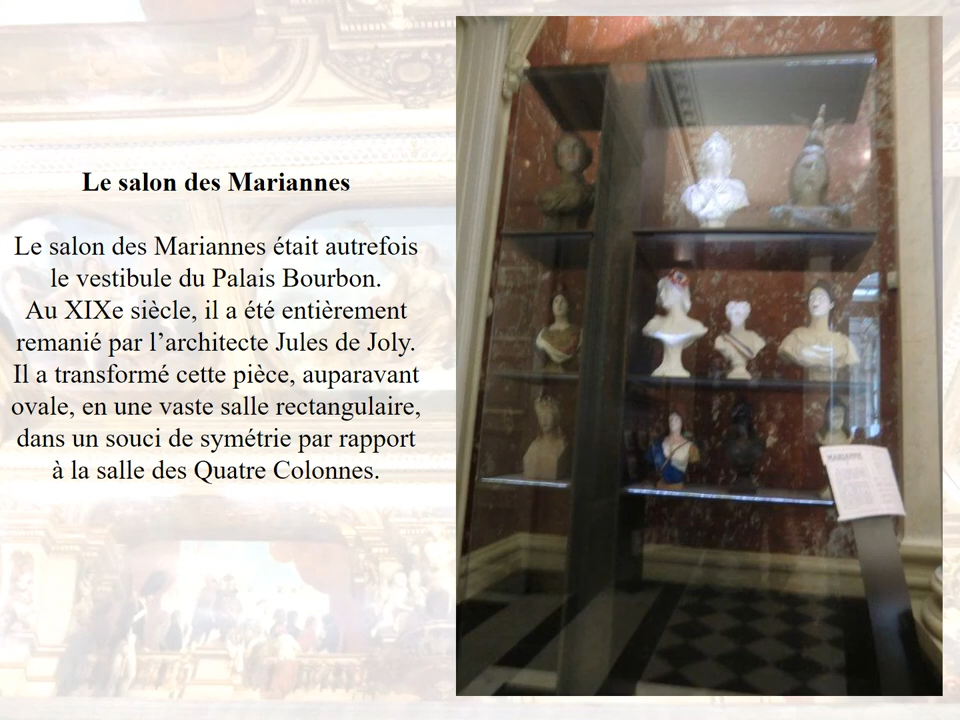 Le salon des Mariannes
Le salon des Mariannes était autrefois
le vestibule du Palais Bourbon.
Au XIXe siècle, il a été entièrement
remanié par l’architecte Jules de Joly.
Il a transformé cette pièce, auparavant
ovale, en une vaste salle rectangulaire,
dans un souci de symétrie par rapport
à la salle des Quatre Colonnes.
MARIANNE